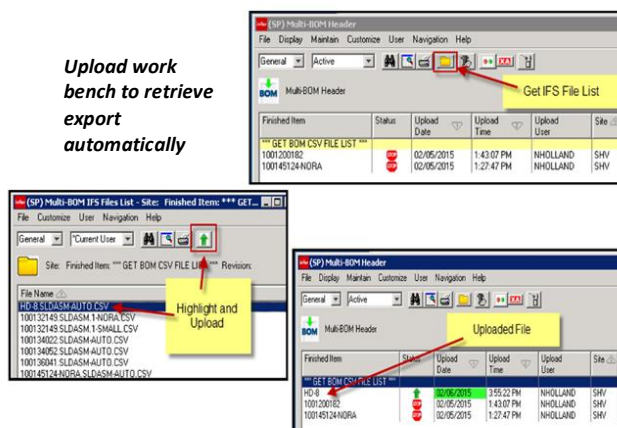 Upload work
bench to retrieve
export
automatically
(SP) Multi-BOM Header
File Display Maintain Customize User Navigation Help
General Active
XA
BOM Multi-BOM Header
Get IFS File List
Finished Item Status Upload Date Upload Time Upload User Site
*** GET BOM CSV FILE LIST ***
1001200182 STOP 02/05/2015 1:43:07 PM NHOLLAND SHV
100145124-NORA STOP 02/05/2015 1:27:47 PM NHOLLAND SHV
(SP) Multi-BOM IFS Files List - Site: Finished Item: *** GET...
File Customize User Navigation Help
General *Current User
Site: Finished Item: *** GET BOM CSV FILE LIST *** Revision:
File Name
HD-8.SLDASM-AUTO.CSV
100132149.SLDASM.1-NORA.CSV
100132149.SLDASM.1-SMALL.CSV
100134022.SLDASM-AUTO.CSV
100134052.SLDASM-AUTO.CSV
100136041.SLDASM-AUTO.CSV
100145124-NORA.SLDASM-AUTO.CSV
Highlight and
Upload
(SP) Multi-BOM Header
File Display Maintain Customize User Navigation Help
General Active
XA
BOM Multi-BOM Header
Uploaded File
Finished Item Status Upload Date Upload Time Upload User Site
*** GET BOM CSV FILE LIST ***
HD-8 02/06/2015 3:55:22 PM NHOLLAND SHV
1001200182 STOP 02/05/2015 1:43:07 PM NHOLLAND SHV
100145124-NORA STOP 02/05/2015 1:27:47 PM NHOLLAND SHV